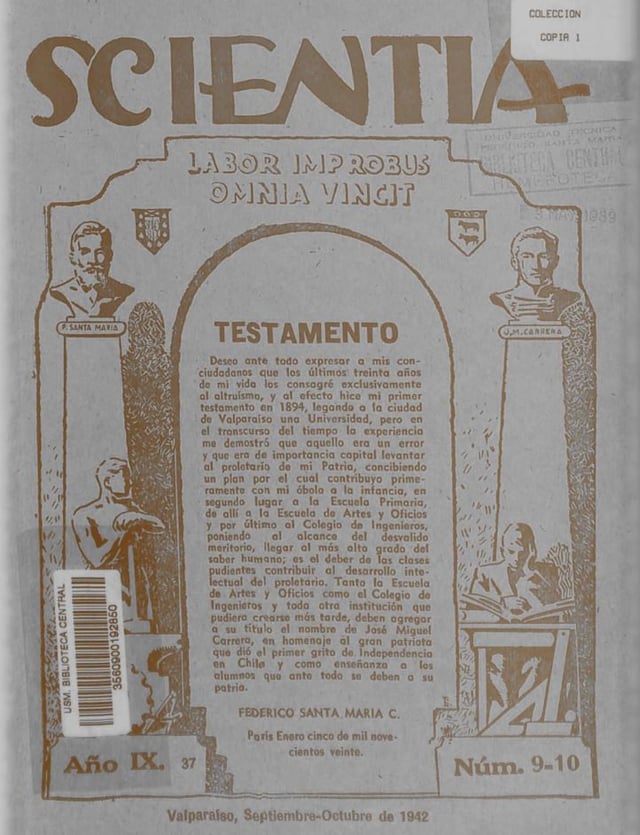 COLECCION
COPIA 1
SCIENTIA
UNIVERSIDAD TECNICA
FEDERICO SANTA MARIA
BIBLIOTECA CENTRAL
HEMEROTECA
MAY 1989
LABOR IMPROBUS
OMNIA VINCIT
F. SANTA MARIA
J.M. CARRERA
TESTAMENTO
Deseo ante todo expresar a mis con-
ciudadanos que los últimos treinta años
de mi vida los consagré exclusivamente
al altruísmo, y al efecto hice mi primer
testamento en 1894, legando a la ciudad
de Valparaíso una Universidad, pero en
el transcurso del tiempo la experiencia
me demostró que aquello era un error
y que era de importancia capital levantar
al proletario de mi Patria, concibiendo
un plan por el cual contribuyo prime-
ramente con mi óbolo a la infancia, en
segundo lugar a la Escuela Primaria,
de allí a la Escuela de Artes y Oficios
y por último al Colegio de Ingenieros,
poniendo al alcance del desvalido
meritorio, llegar al más alto grado del
saber humano; es el deber de las clases
pudientes contribuir al desarrollo inte-
lectual del proletario. Tanto la Escuela
de Artes y Oficios como el Colegio de
Ingenieros y toda otra institución que
pudiera crearse más tarde, deben agregar
a su título el nombre de José Miguel
Carrera, en homenaje al gran patriota
que dió el primer grito de Independencia
en Chile y como enseñanza a los
alumnos que ante todo se deben a su
patria.
FEDERICO SANTA MARIA C.
París Enero cinco de mil nove-
cientos veinte.
USM. BIBLIOTECA CENTRAL
3560900192850
Año IX. 37
Núm. 9-10
Valparaíso, Septiembre-Octubre de 1942